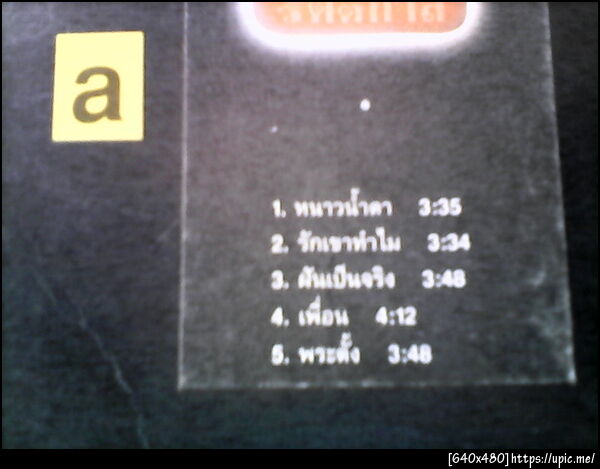 a
1. หนาวน้ำตา 3:35
2. รักเขาทำไม 3:34
3. ฝันเป็นจริง 3:48
4. เพื่อน 4:12
5. พระตั้ง 3:48
[640x480]https://upic.me/